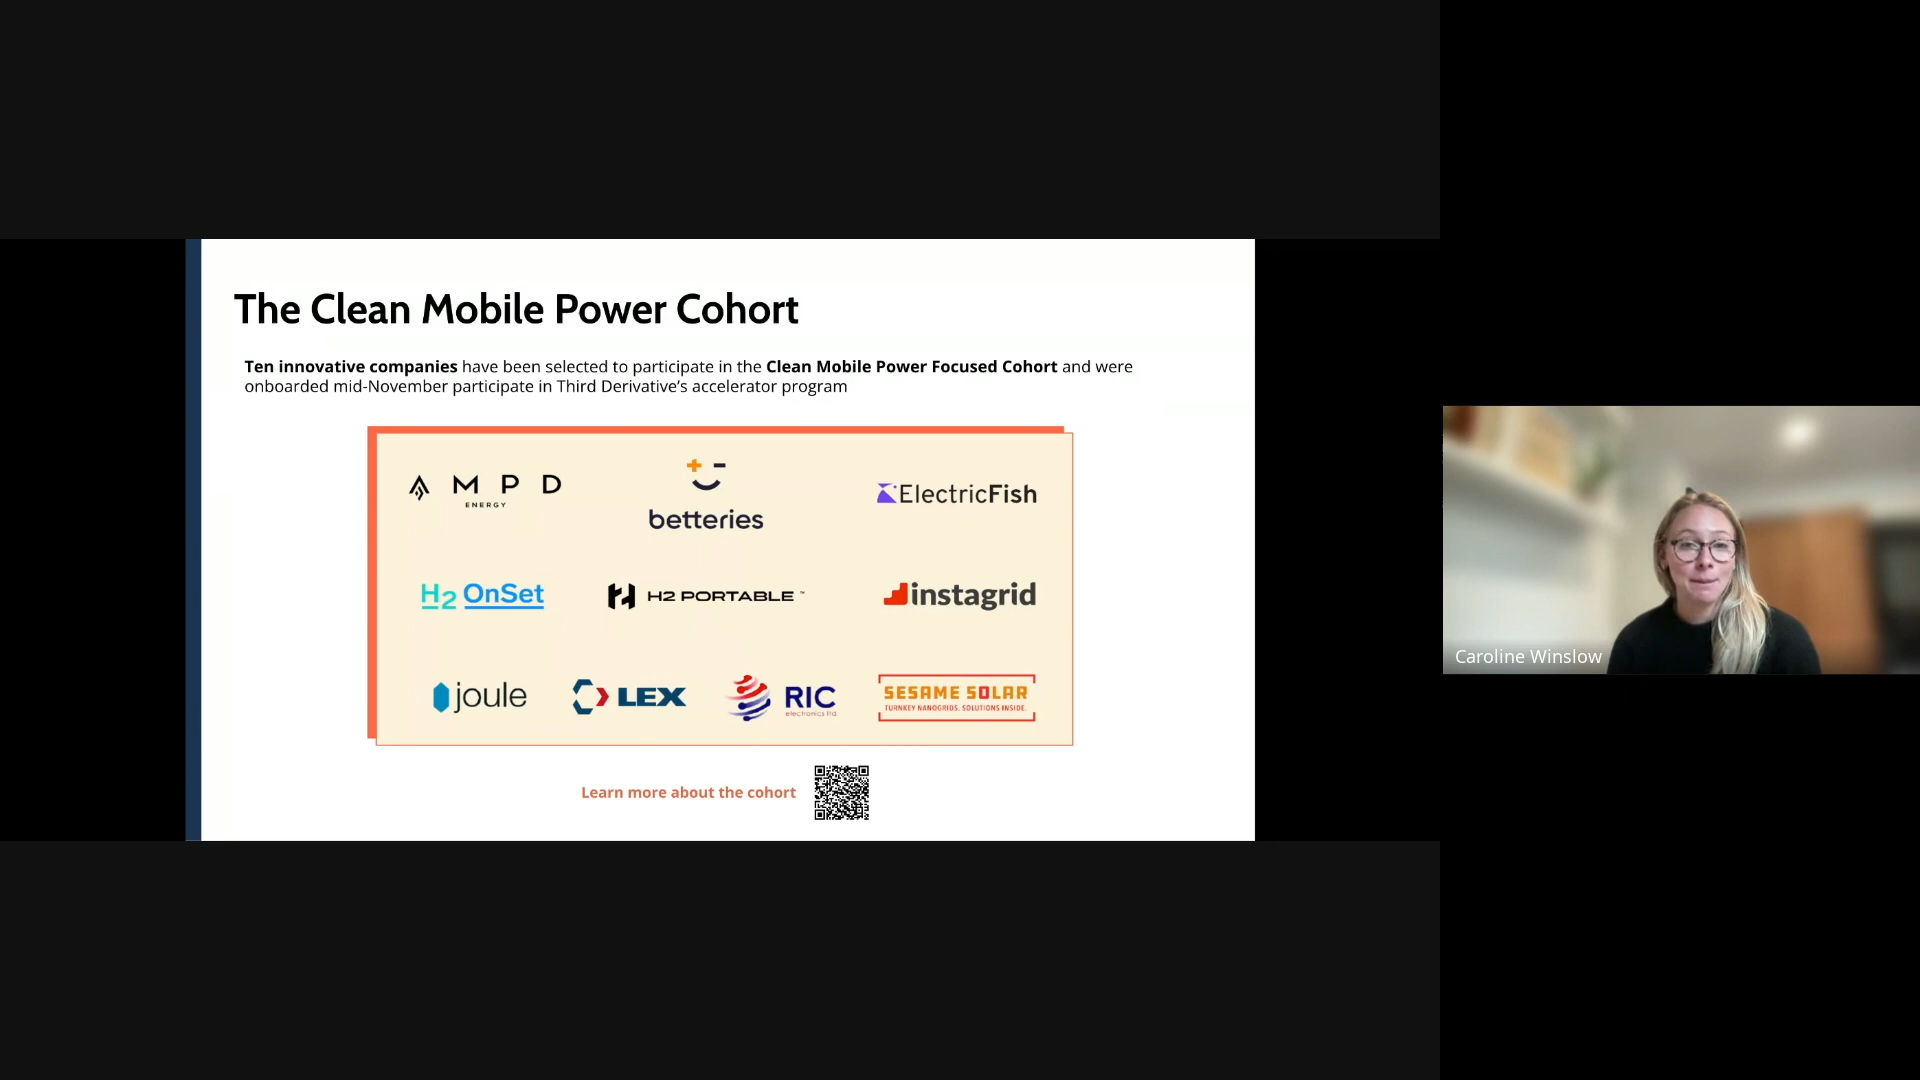 The Clean Mobile Power Cohort
Ten innovative companies have been selected to participate in the Clean Mobile Power Focused Cohort and were
onboarded mid-November participate in Third Derivative’s accelerator program
AMPD
ENERGY
betteries
ElectricFish
H2 OnSet
H2 PORTABLE™
instagrid
joule
LEX
RIC
electronics ltd.
SESAME SOLAR
TURNKEY NANOGRIDS. SOLUTIONS INSIDE.
Learn more about the cohort
Caroline Winslow